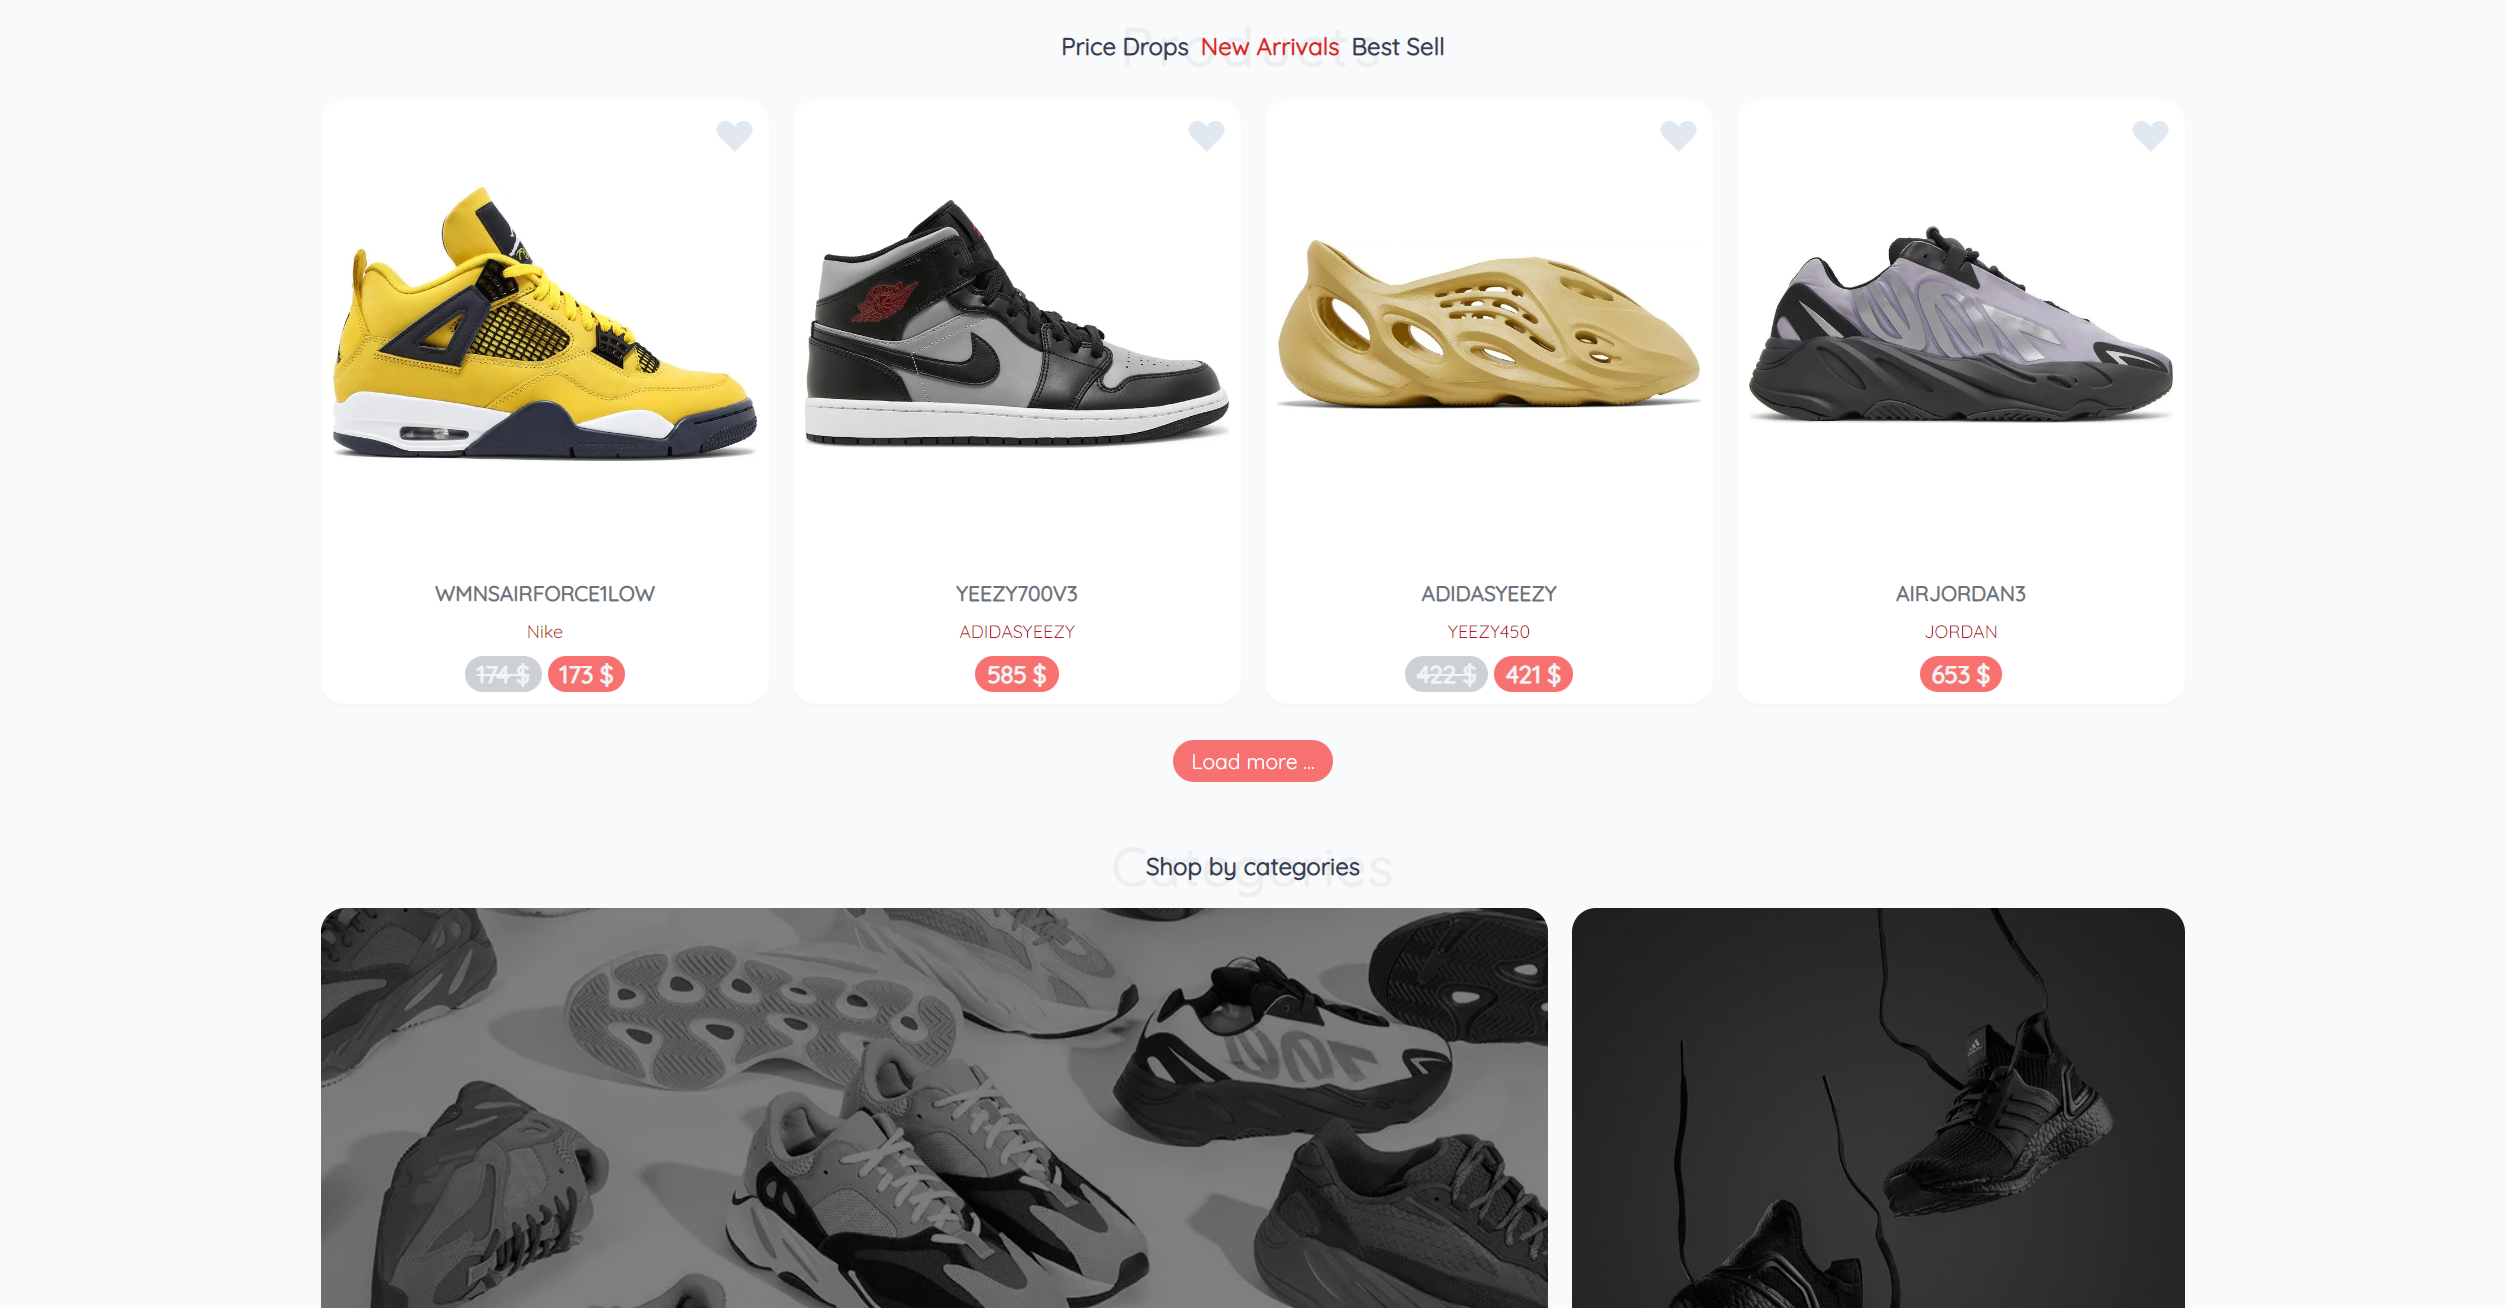 Products
Price Drops New Arrivals Best Sell
WMNSAIRFORCE1LOW
Nike
174 $ 173 $
YEEZY700V3
ADIDASYEEZY
585 $
ADIDASYEEZY
YEEZY450
422 $ 421 $
AIRJORDAN3
JORDAN
653 $
Load more ...
Categories
Shop by categories